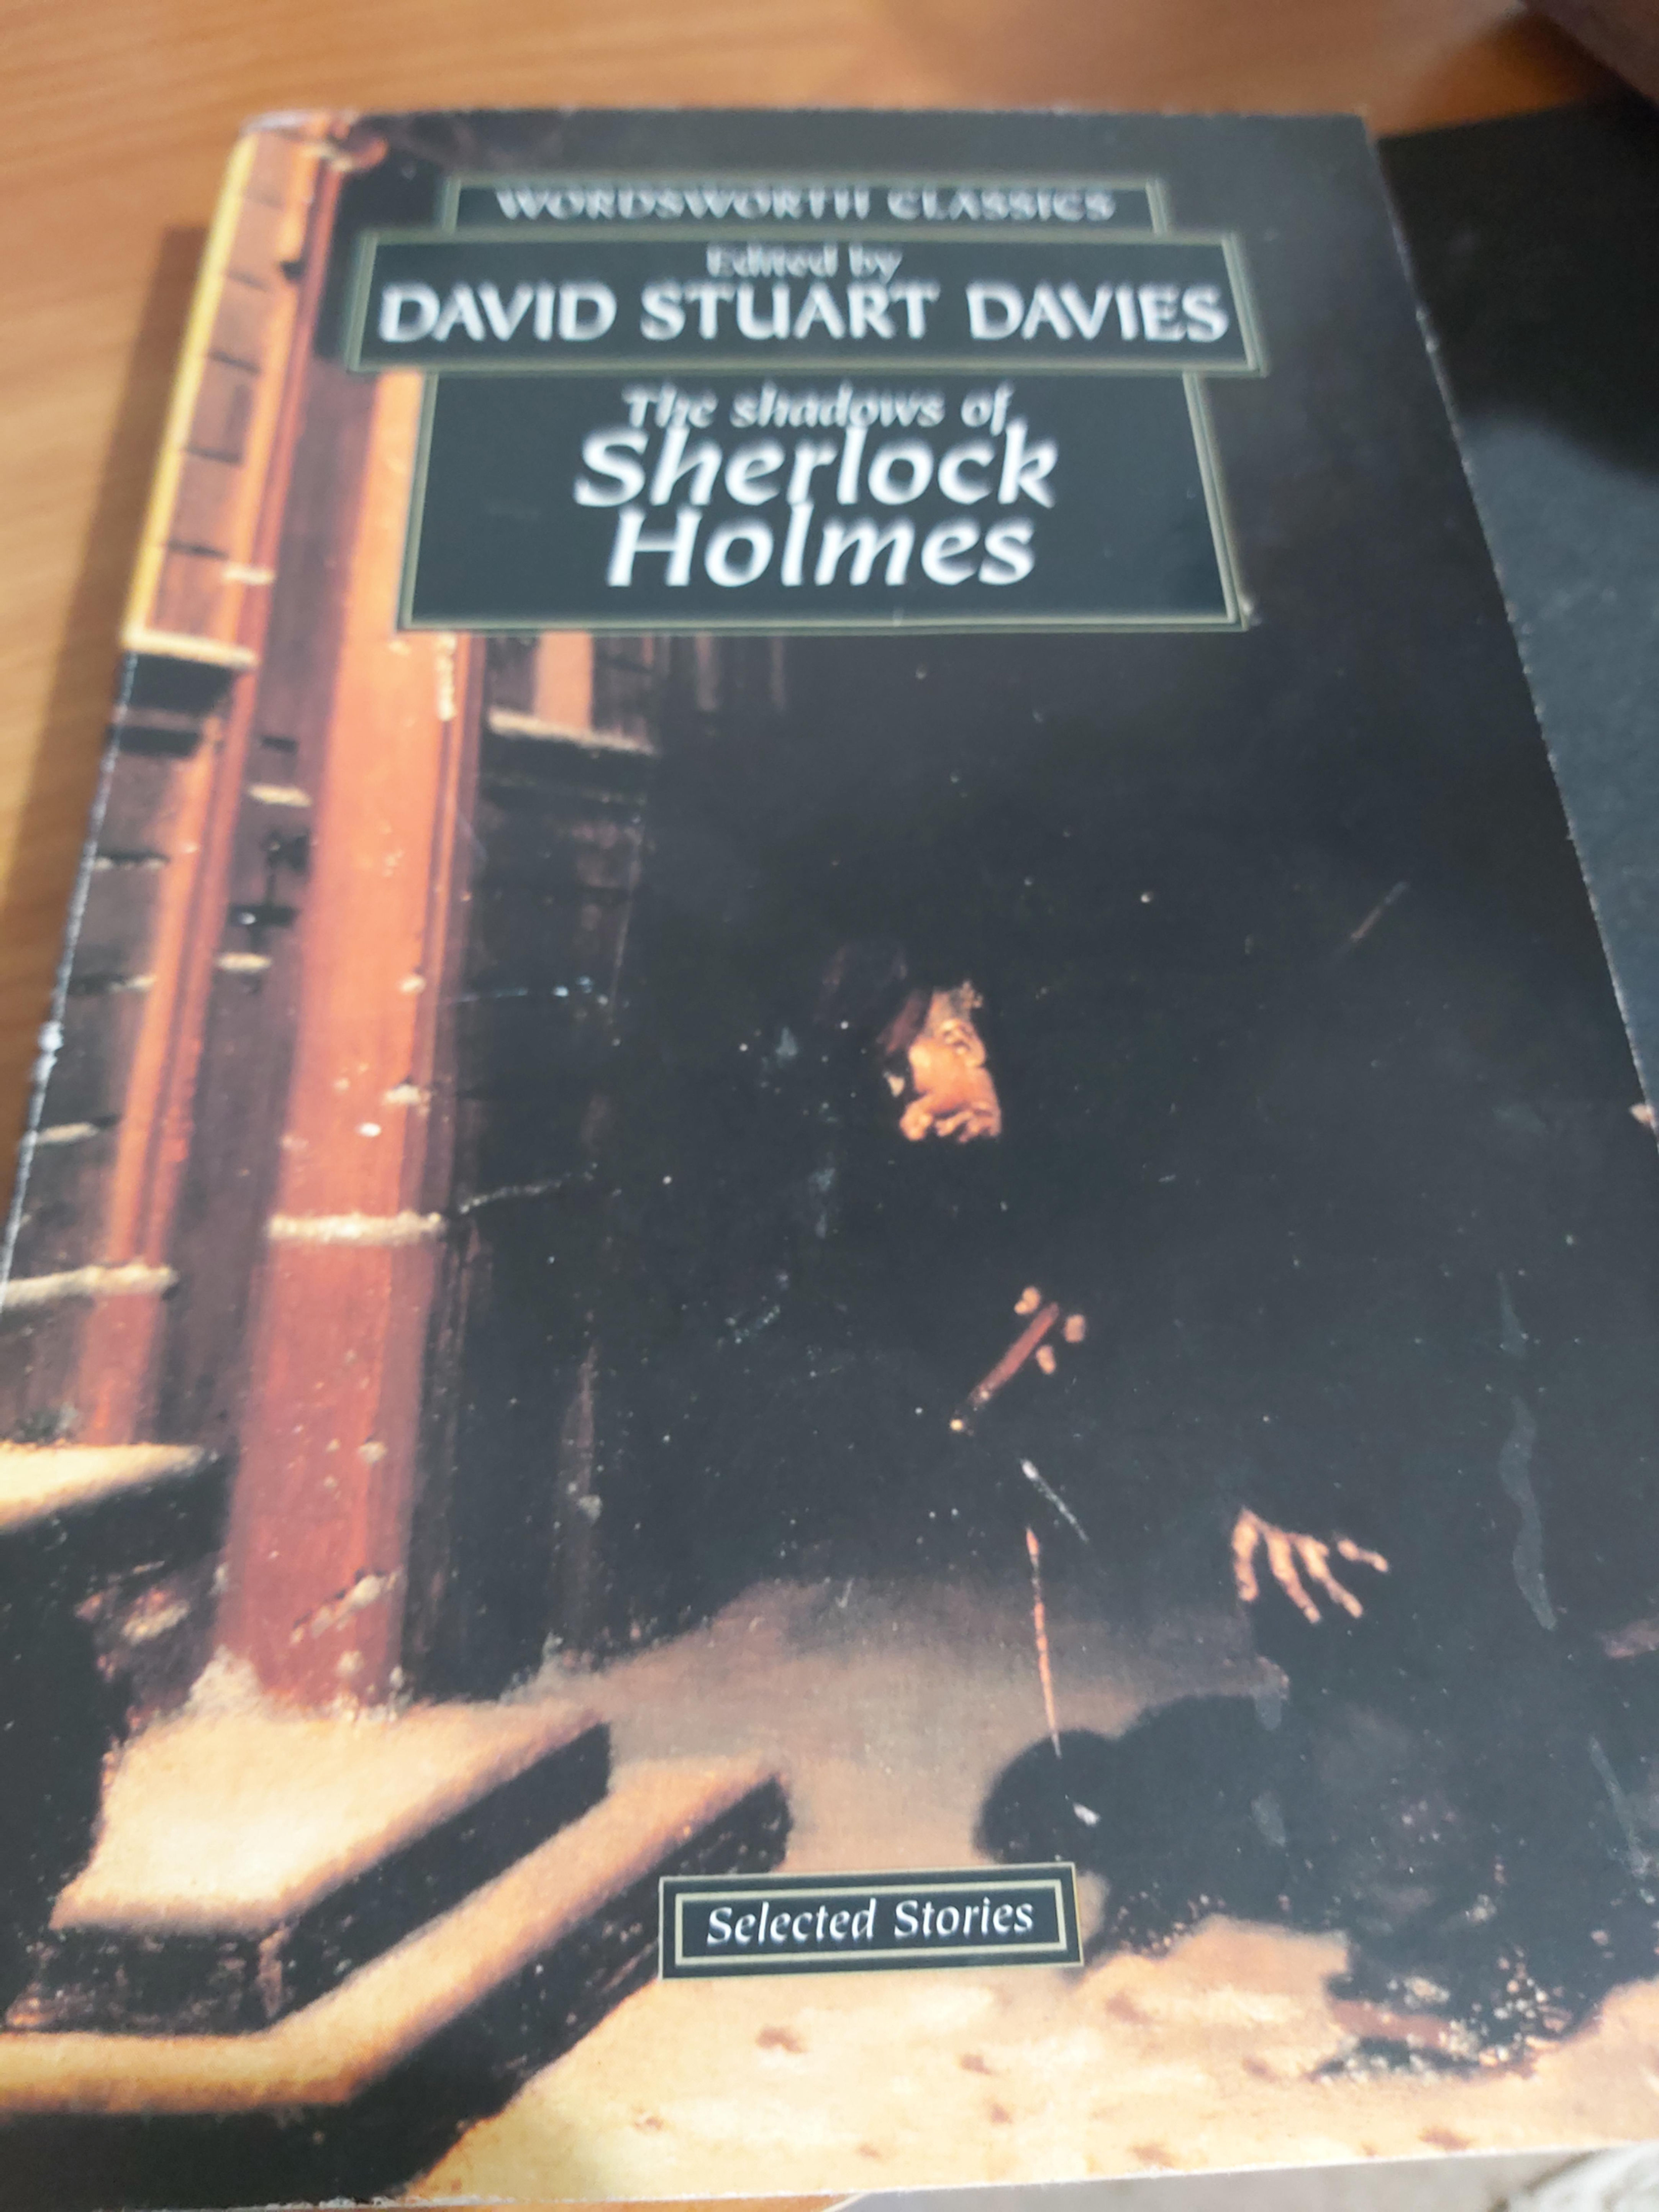 WORDSWORTH CLASSICS
Edited by
DAVID STUART DAVIES
The shadows of
Sherlock
Holmes
Selected Stories